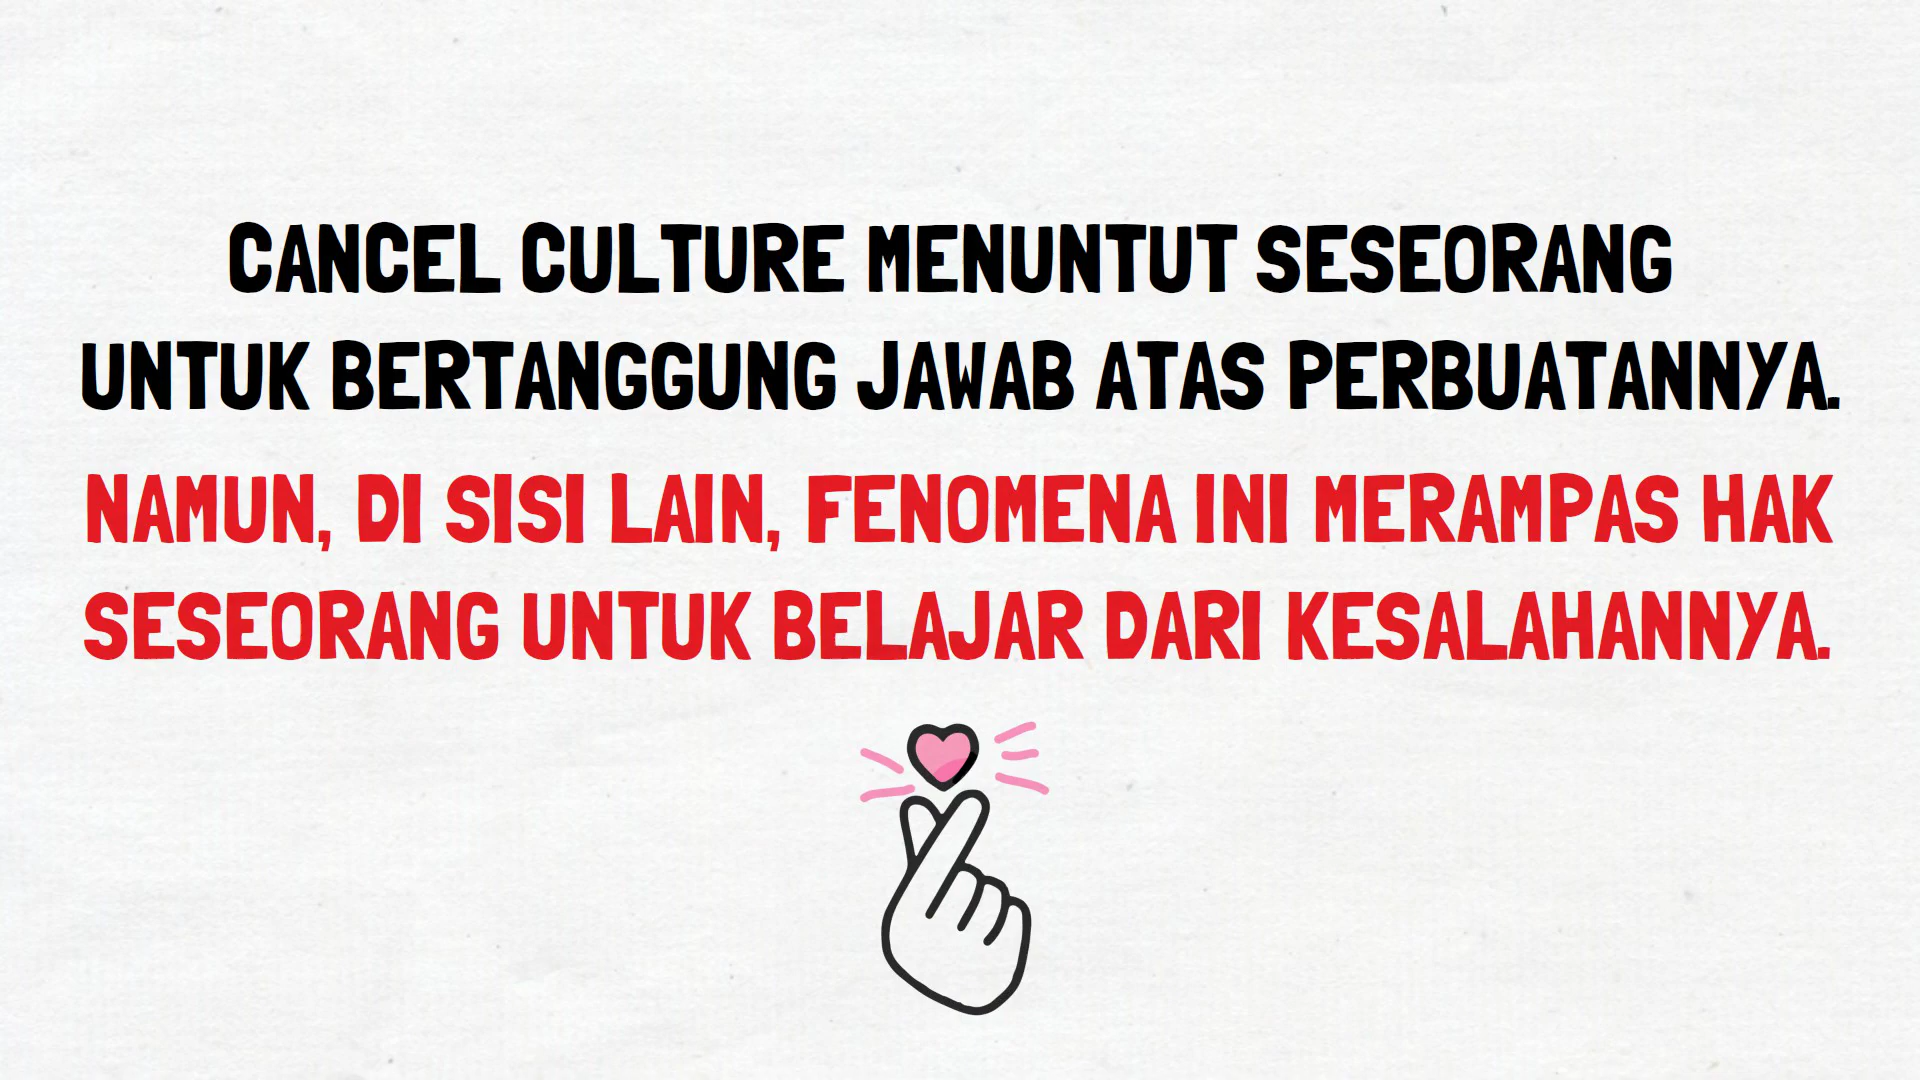 CANCEL CULTURE MENUNTUT SESEORANG
UNTUK BERTANGGUNG JAWAB ATAS PERBUATANNYA.
NAMUN, DI SISI LAIN, FENOMENA INI MERAMPAS HAK
SESEORANG UNTUK BELAJAR DARI KESALAHANNYA.